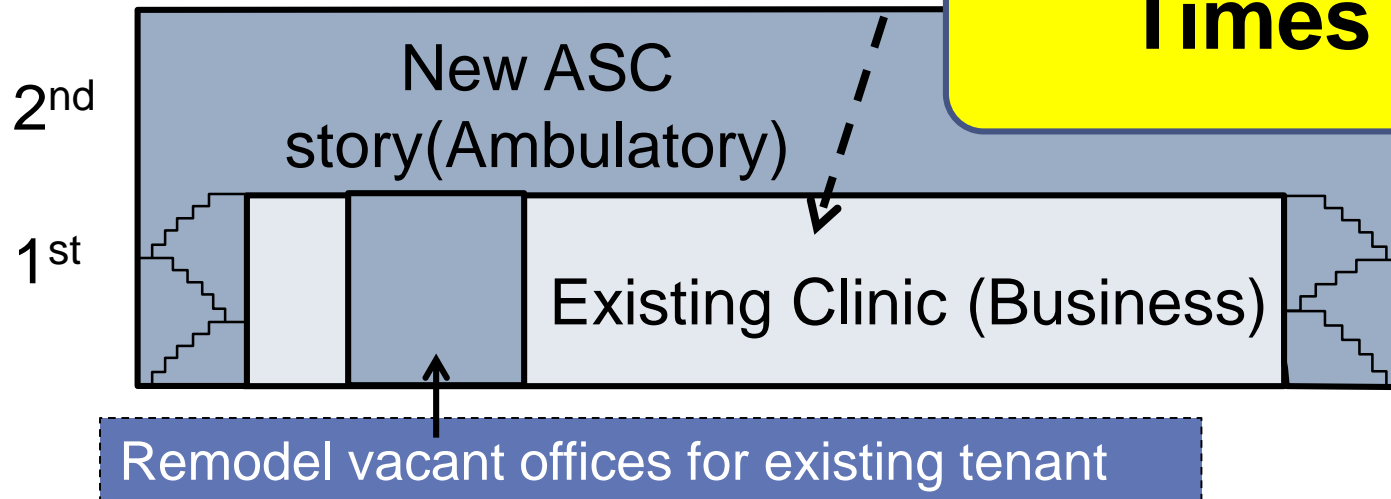 Times
New ASC
story(Ambulatory)
2nd
1st
Existing Clinic (Business)
Remodel vacant offices for existing tenant